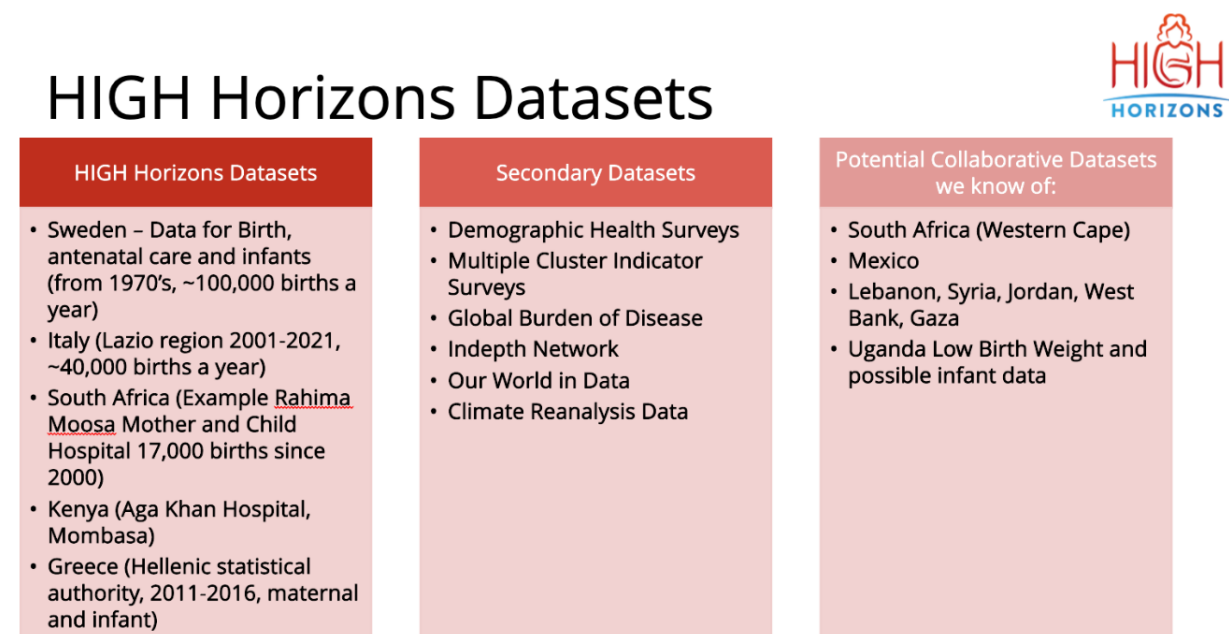 HIGH
HORIZONS
HIGH Horizons Datasets
HIGH Horizons Datasets
• Sweden – Data for Birth,
antenatal care and infants
(from 1970’s, ~100,000 births a
year)
• Italy (Lazio region 2001-2021,
~40,000 births a year)
• South Africa (Example Rahima
Moosa Mother and Child
Hospital 17,000 births since
2000)
• Kenya (Aga Khan Hospital,
Mombasa)
• Greece (Hellenic statistical
authority, 2011-2016, maternal
and infant)
Secondary Datasets
• Demographic Health Surveys
• Multiple Cluster Indicator
Surveys
• Global Burden of Disease
• Indepth Network
• Our World in Data
• Climate Reanalysis Data
Potential Collaborative Datasets
we know of:
• South Africa (Western Cape)
• Mexico
• Lebanon, Syria, Jordan, West
Bank, Gaza
• Uganda Low Birth Weight and
possible infant data